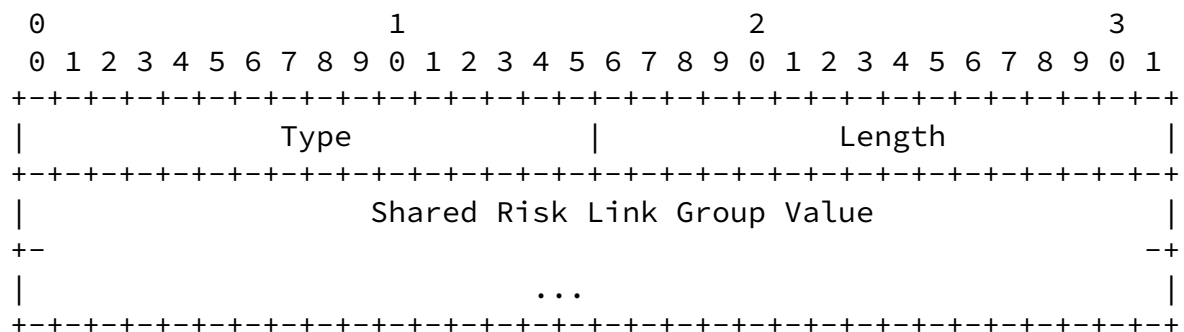 0                   1                   2                   3
 0 1 2 3 4 5 6 7 8 9 0 1 2 3 4 5 6 7 8 9 0 1 2 3 4 5 6 7 8 9 0 1
+-+-+-+-+-+-+-+-+-+-+-+-+-+-+-+-+-+-+-+-+-+-+-+-+-+-+-+-+-+-+-+-+
|              Type             |             Length            |
+-+-+-+-+-+-+-+-+-+-+-+-+-+-+-+-+-+-+-+-+-+-+-+-+-+-+-+-+-+-+-+-+
|                   Shared Risk Link Group Value                |
+-                                                             -+
|                            ...                                |
+-+-+-+-+-+-+-+-+-+-+-+-+-+-+-+-+-+-+-+-+-+-+-+-+-+-+-+-+-+-+-+-+